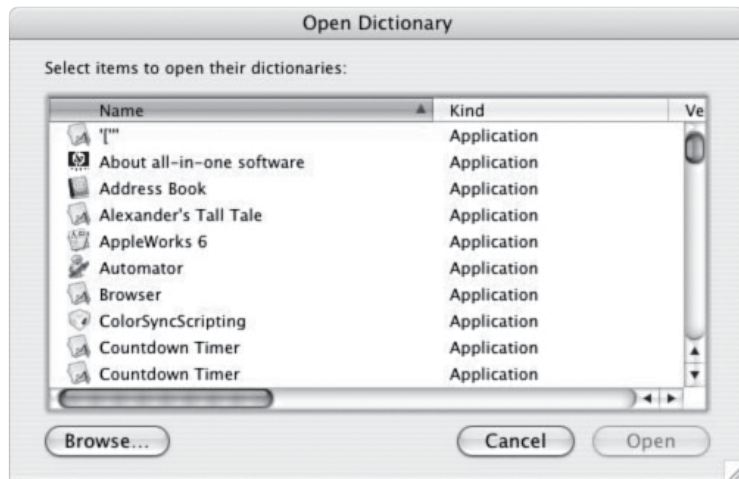 Open Dictionary
Select items to open their dictionaries:
Name Kind Ve
'["' Application
About all-in-one software Application
Address Book Application
Alexander's Tall Tale Application
AppleWorks 6 Application
Automator Application
Browser Application
ColorSyncScripting Application
Countdown Timer Application
Countdown Timer Application
Browse... Cancel Open